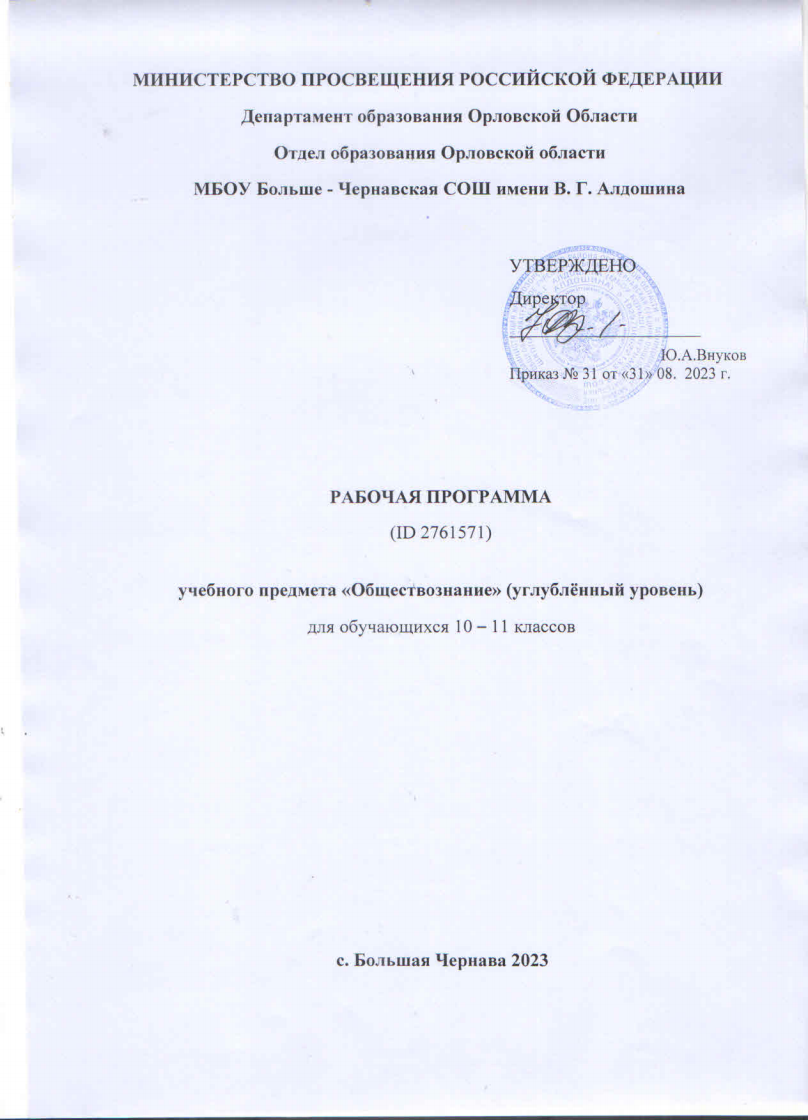 МИНИСТЕРСТВО ПРОСВЕЩЕНИЯ РОССИЙСКОЙ ФЕДЕРАЦИИ
Департамент образования Орловской Области
Отдел образования Орловской области
МБОУ Больше - Чернавская СОШ имени В. Г. Алдошина
УТВЕРЖДЕНО
Директор
Ю.А.Внуков
Приказ № 31 от «31» 08. 2023 г.
РАБОЧАЯ ПРОГРАММА
(ID 2761571)
учебного предмета «Обществознание» (углублённый уровень)
для обучающихся 10 – 11 классов
с. Большая Чернава 2023